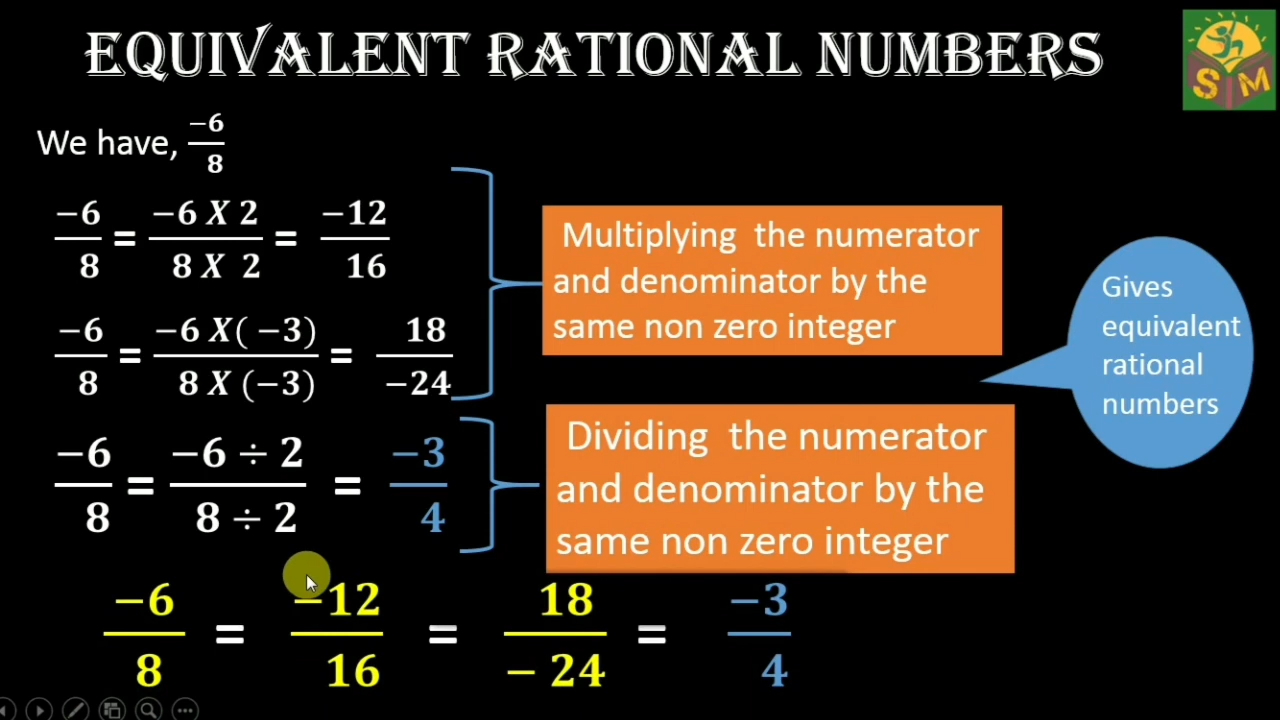 EQUIVALENT RATIONAL NUMBERS
S M
We have, −6/8
−6/8 = −6 X 2/8 X 2 = −12/16
−6/8 = −6 X( −3)/8 X (−3) = 18/−24
Multiplying the numerator
and denominator by the
same non zero integer
−6/8 = −6 ÷ 2/8 ÷ 2 = −3/4
Dividing the numerator
and denominator by the
same non zero integer
Gives
equivalent
rational
numbers
−6/8 = −12/16 = 18/− 24 = −3/4